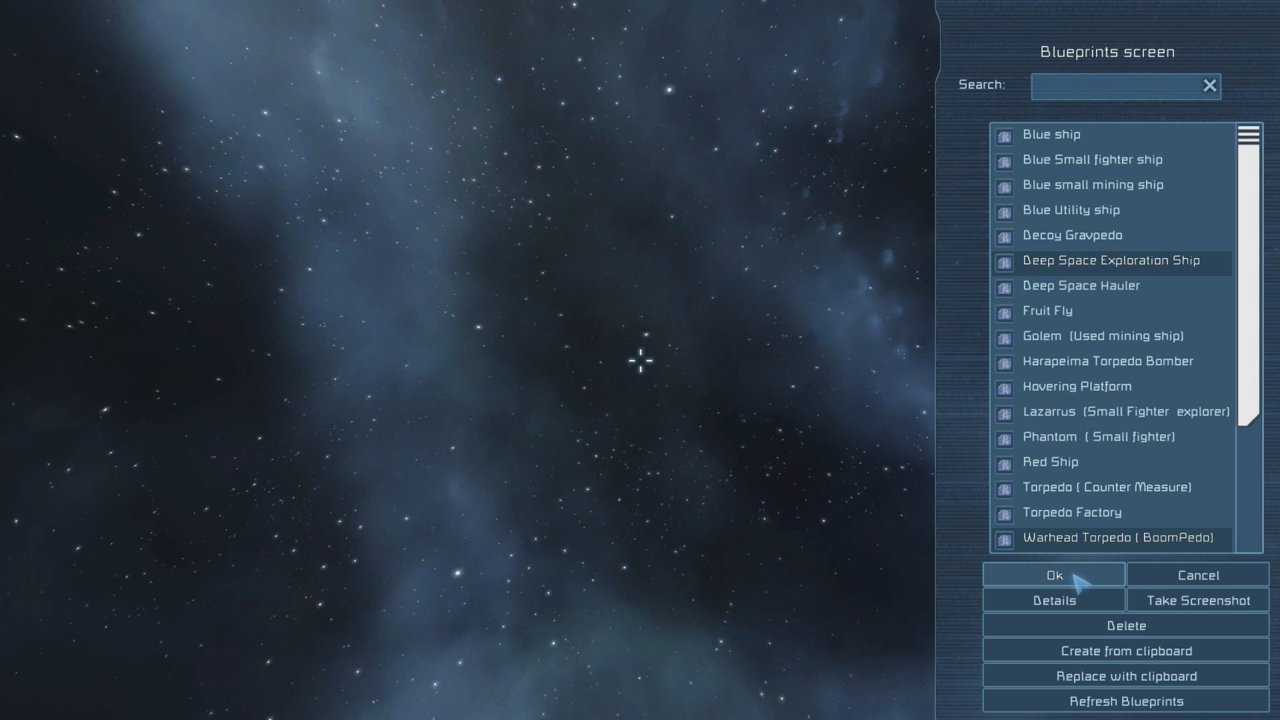 Blueprints screen
Search:
Blue ship
Blue Small fighter ship
Blue small mining ship
Blue Utility ship
Decoy Gravpedo
Deep Space Exploration Ship
Deep Space Hauler
Fruit Fly
Golem (Used mining ship)
Harapeima Torpedo Bomber
Hovering Platform
Lazarrus (Small Fighter explorer)
Phantom ( Small fighter)
Red Ship
Torpedo ( Counter Measure)
Torpedo Factory
Warhead Torpedo ( BoomPedo)
Ok Cancel
Details Take Screenshot
Delete
Create from clipboard
Replace with clipboard
Refresh Blueprints